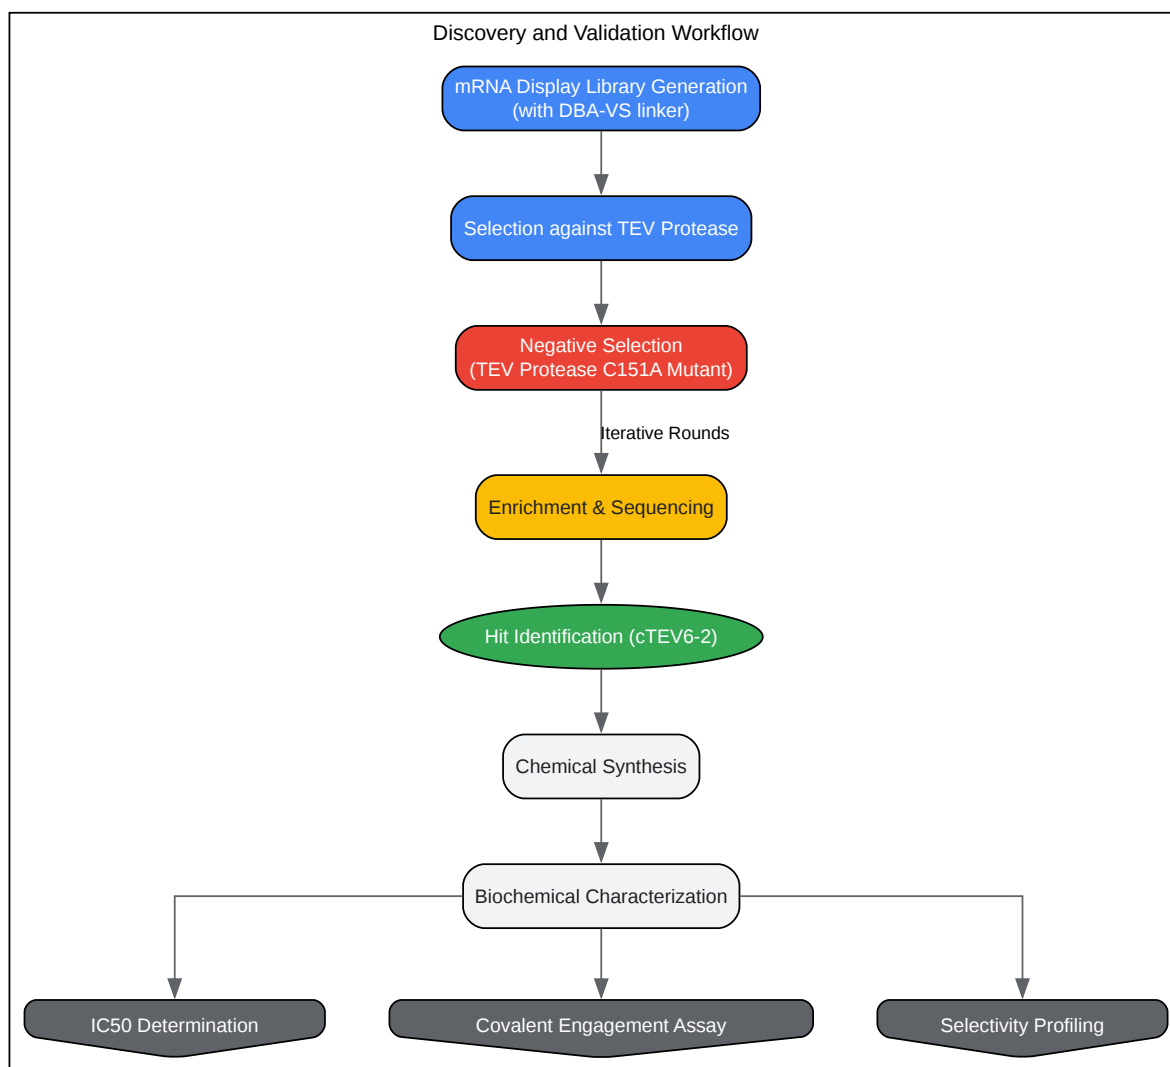 Discovery and Validation Workflow
mRNA Display Library Generation
(with DBA-VS linker)
Selection against TEV Protease
Negative Selection
(TEV Protease C151A Mutant)
Iterative Rounds
Enrichment & Sequencing
Hit Identification (cTEV6-2)
Chemical Synthesis
Biochemical Characterization
IC50 Determination
Covalent Engagement Assay
Selectivity Profiling